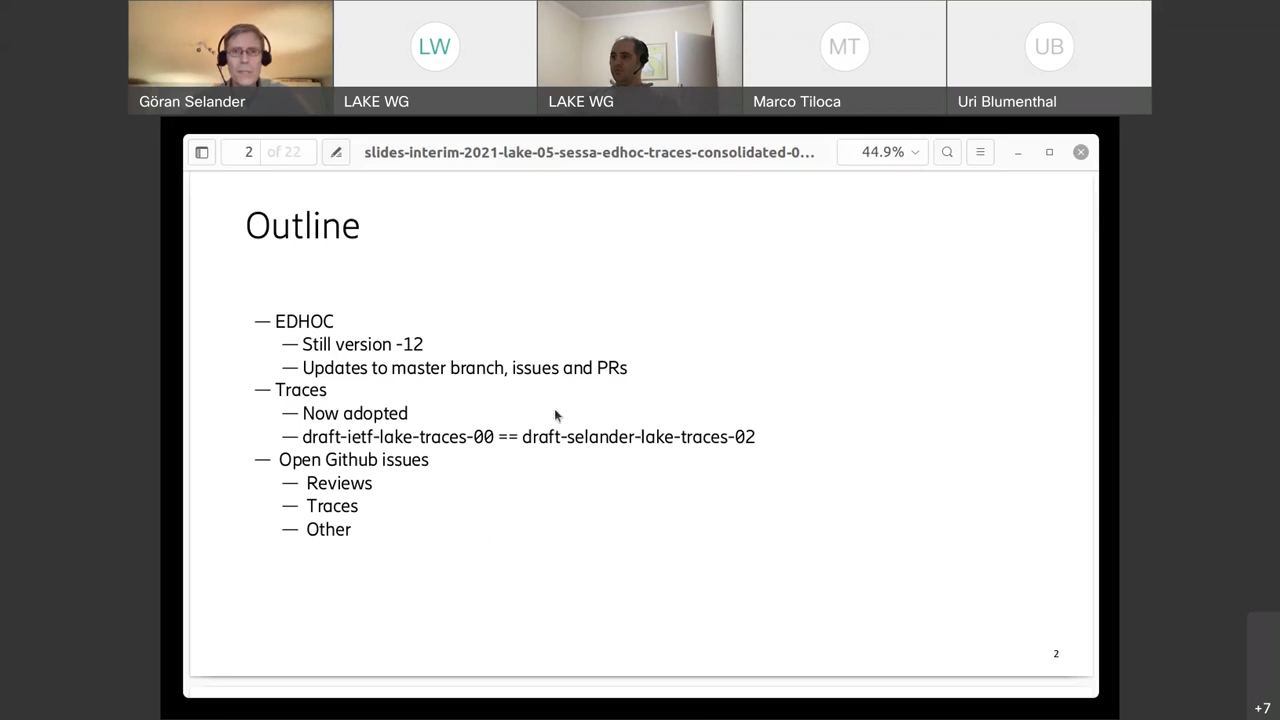 LW
MT
UB
Göran Selander
LAKE WG
LAKE WG
Marco Tiloca
Uri Blumenthal
2 of 22
slides-interim-2021-lake-05-sessa-edhoc-traces-consolidated-0...
44.9%
Outline
— EDHOC
— Still version -12
— Updates to master branch, issues and PRs
— Traces
— Now adopted
— draft-ietf-lake-traces-00 == draft-selander-lake-traces-02
— Open Github issues
— Reviews
— Traces
— Other
2
+7